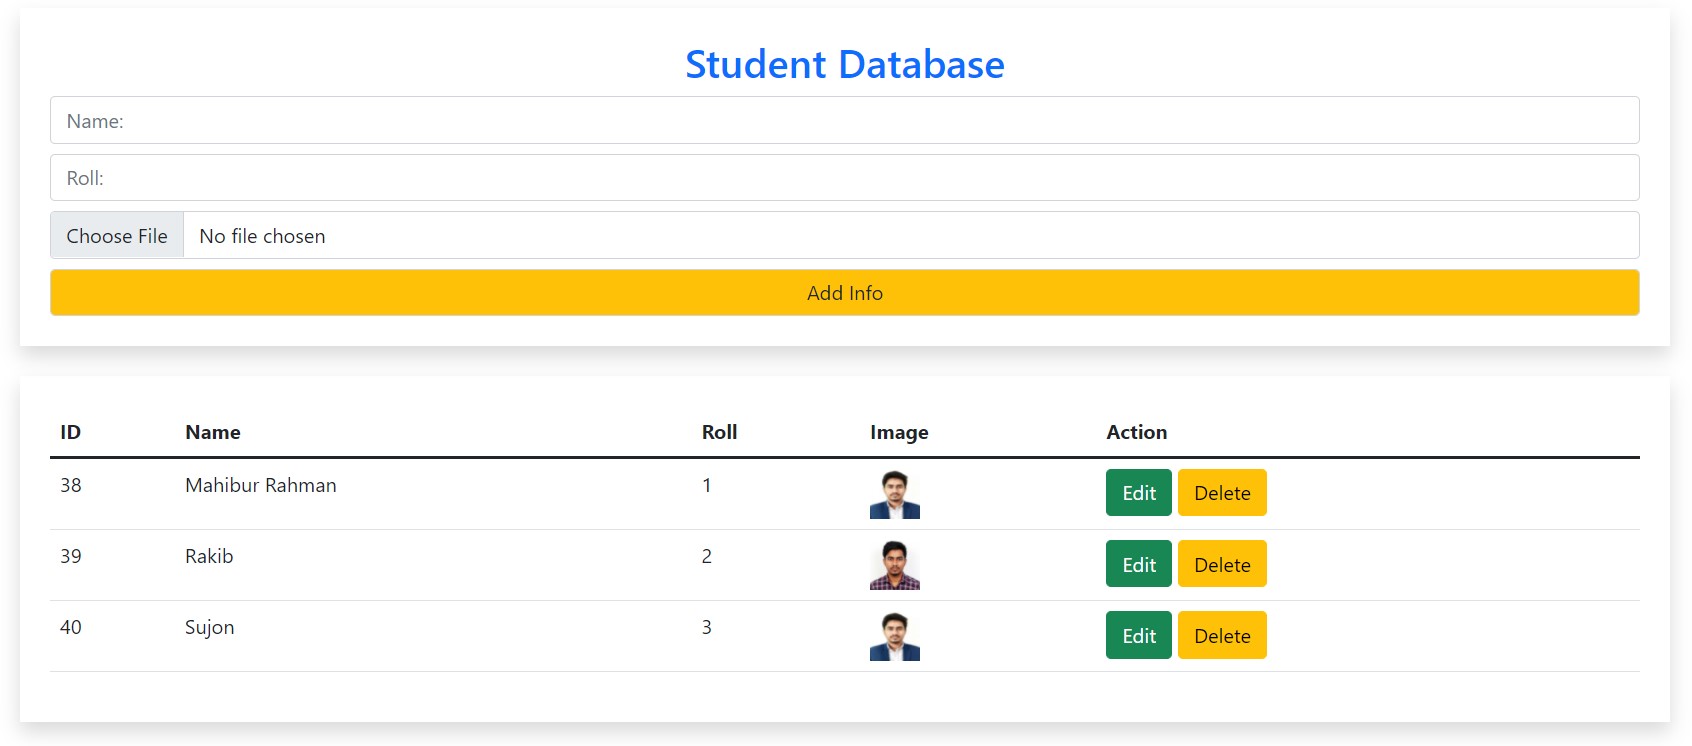 Student Database
Name:
Roll:
Choose File No file chosen
Add Info
ID Name Roll Image Action
38 Mahibur Rahman 1 Edit Delete
39 Rakib 2 Edit Delete
40 Sujon 3 Edit Delete